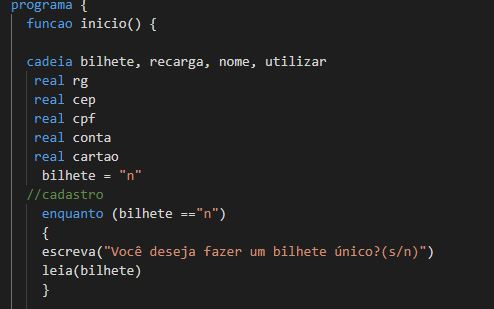 programa {
funcao inicio() {
cadeia bilhete, recarga, nome, utilizar
real rg
real cep
real cpf
real conta
real cartao
bilhete = "n"
//cadastro
enquanto (bilhete =="n")
{
escreva("Você deseja fazer um bilhete único?(s/n)")
leia(bilhete)
}